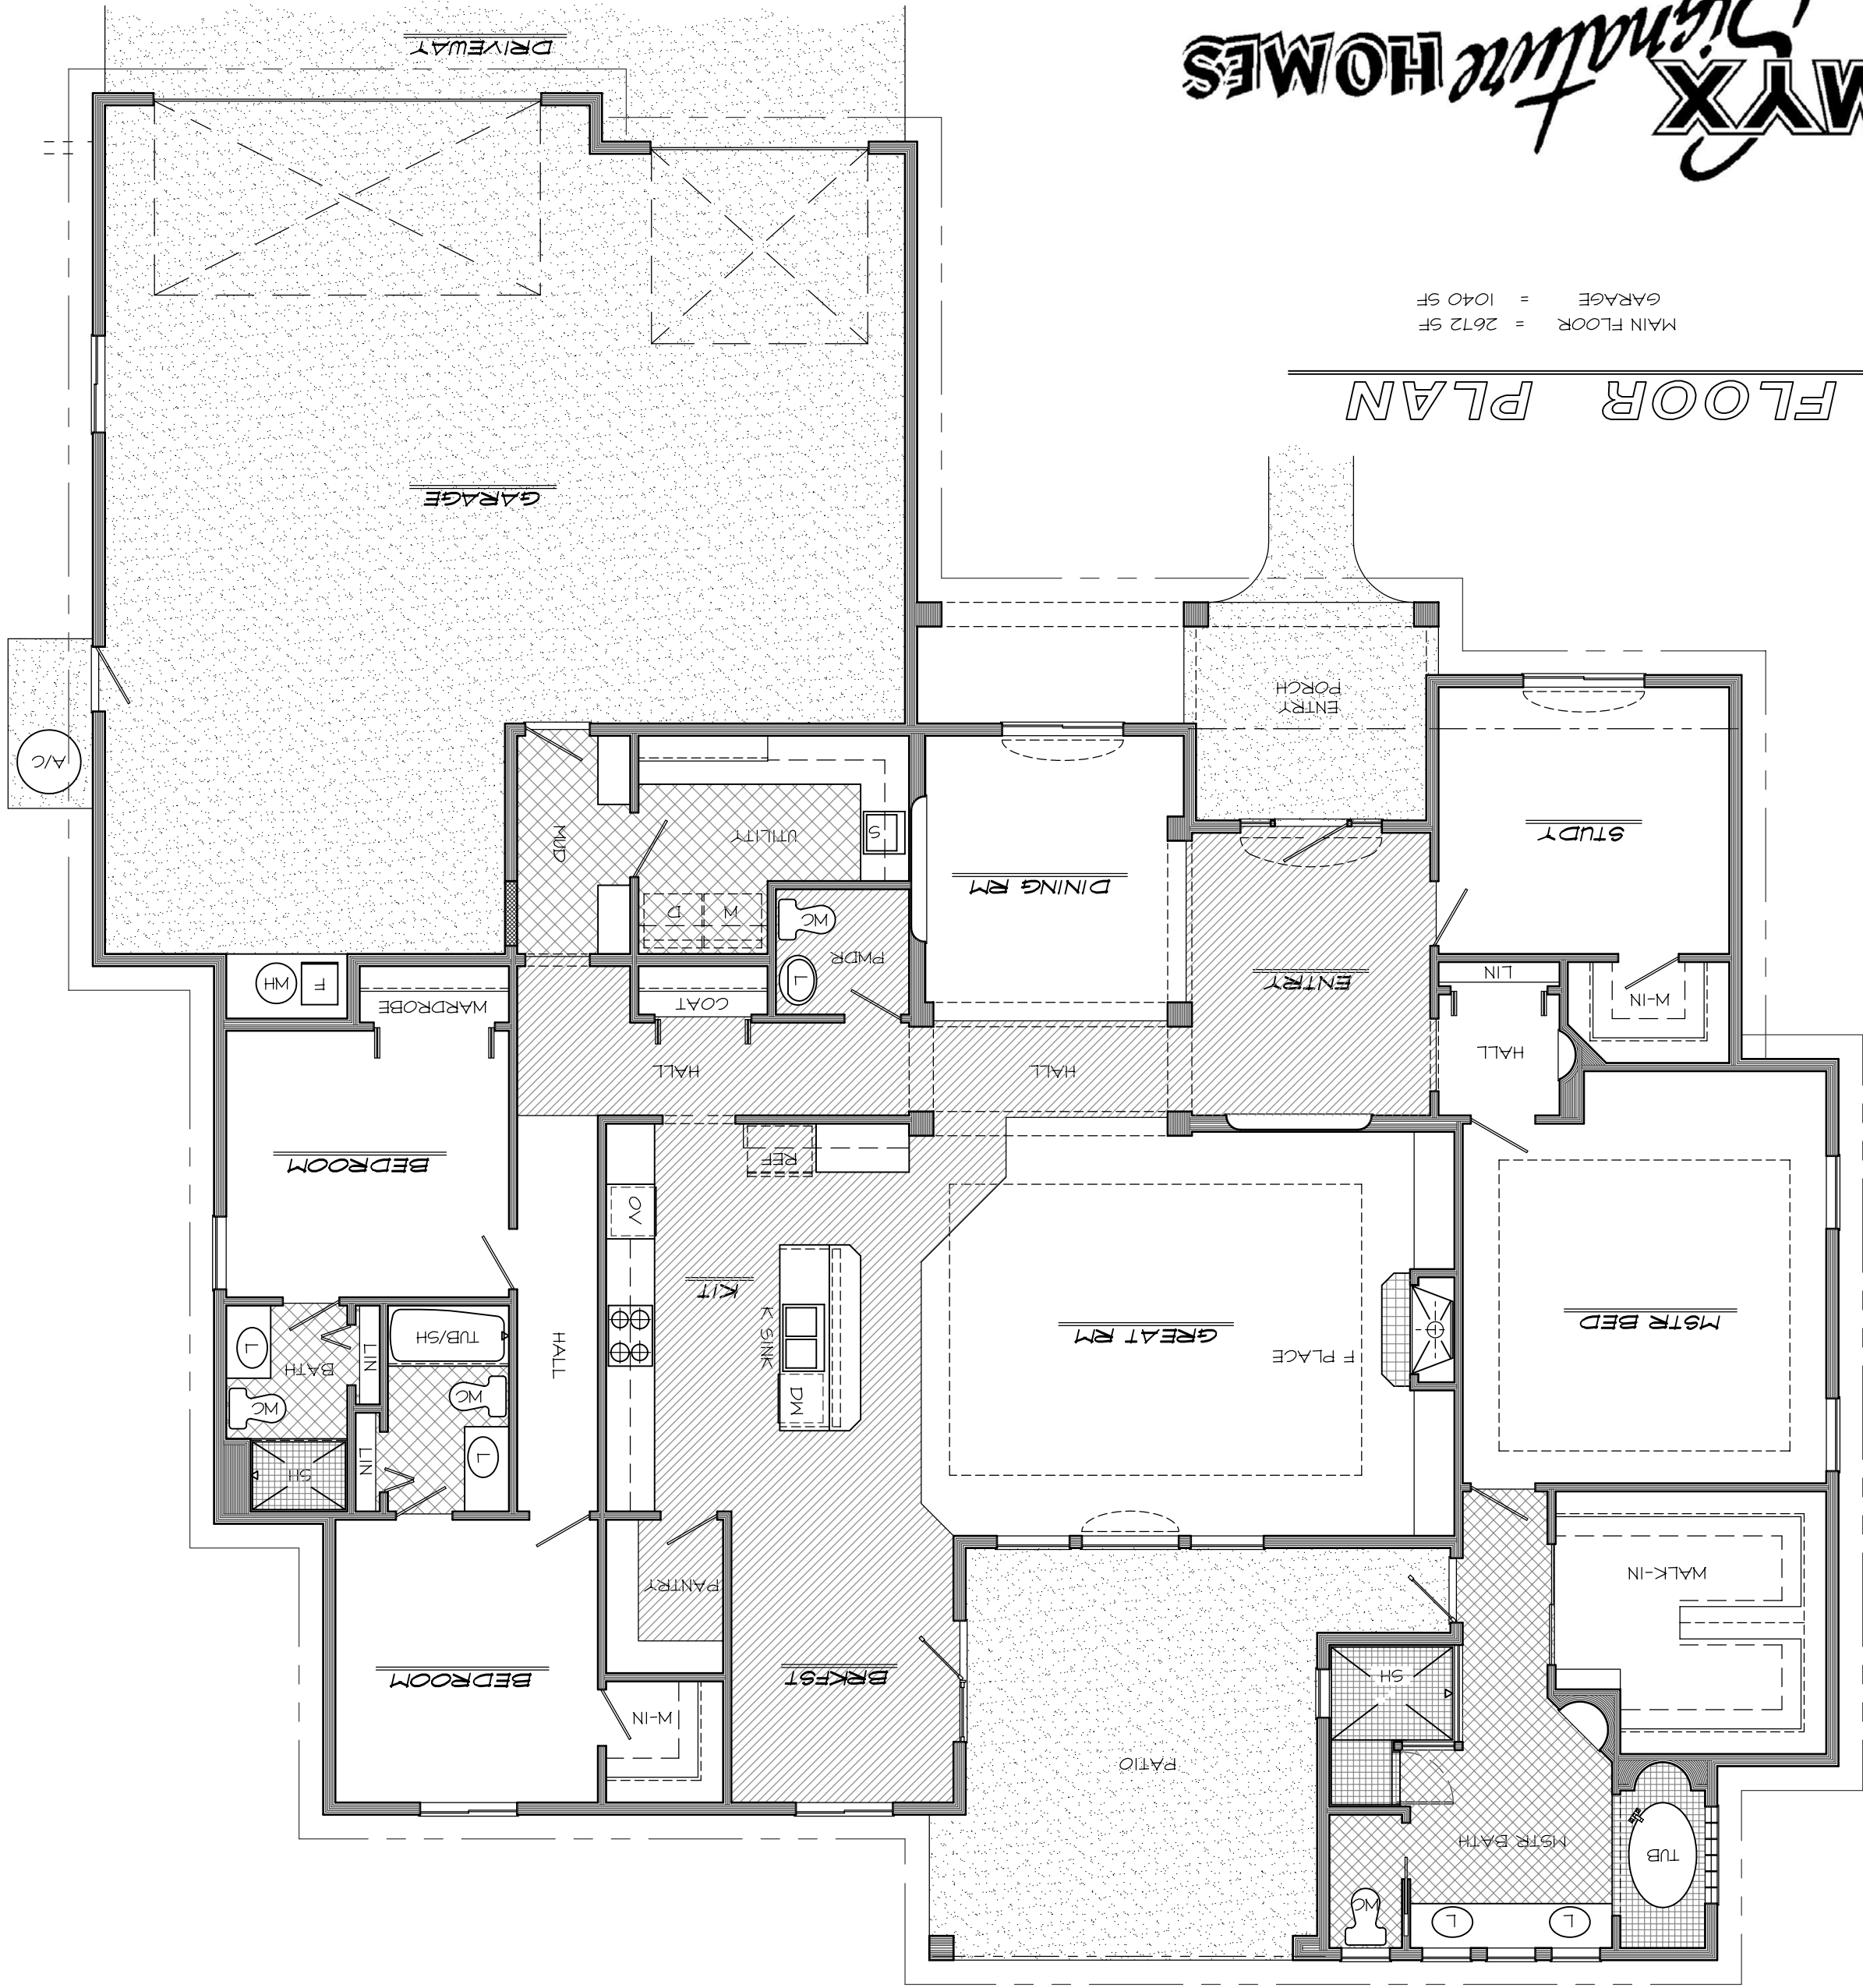 TUB
L
L
WC
MSTR BATH
PATIO
SH
WALK-IN
BRKFST
W-IN
BEDROOM
PANTRY
MSTR BED
F PLACE
GREAT RM
DW
K SINK
KIT
OV
REF
HALL
L
LIN
SH
WC
WC
BATH
LIN
L
TUB/SH
BEDROOM
HALL
HALL
HALL
W-IN
LIN
ENTRY
COAT
PWDR
L
WC
WARDROBE
F
WH
STUDY
DINING RM
W
D
UTILITY
S
MUD
A/C
ENTRY
PORCH
GARAGE
FLOOR PLAN
MAIN FLOOR = 2672 SF
GARAGE = 1040 SF
MYX Signature HOMES
DRIVEWAY